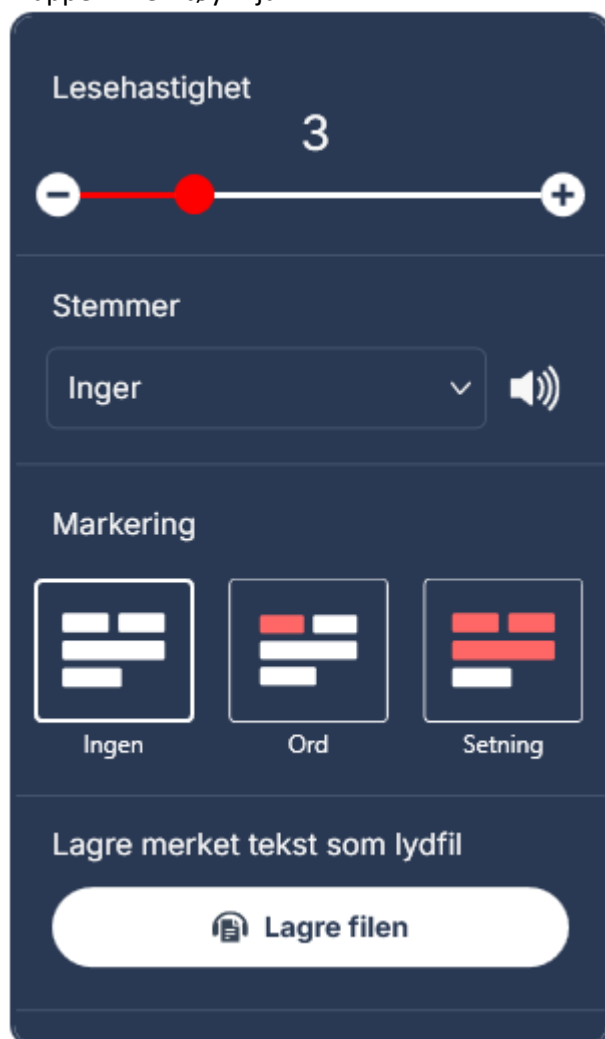 Lesehastighet
3
Stemmer
Inger
Markering
Ingen Ord Setning
Lagre merket tekst som lydfil
Lagre filen